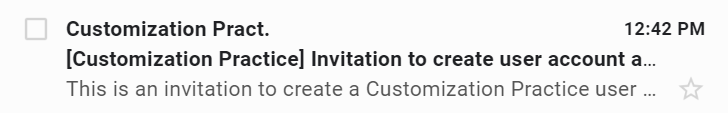 Customization Pract. 12:42 PM
[Customization Practice] Invitation to create user account a...
This is an invitation to create a Customization Practice user ...